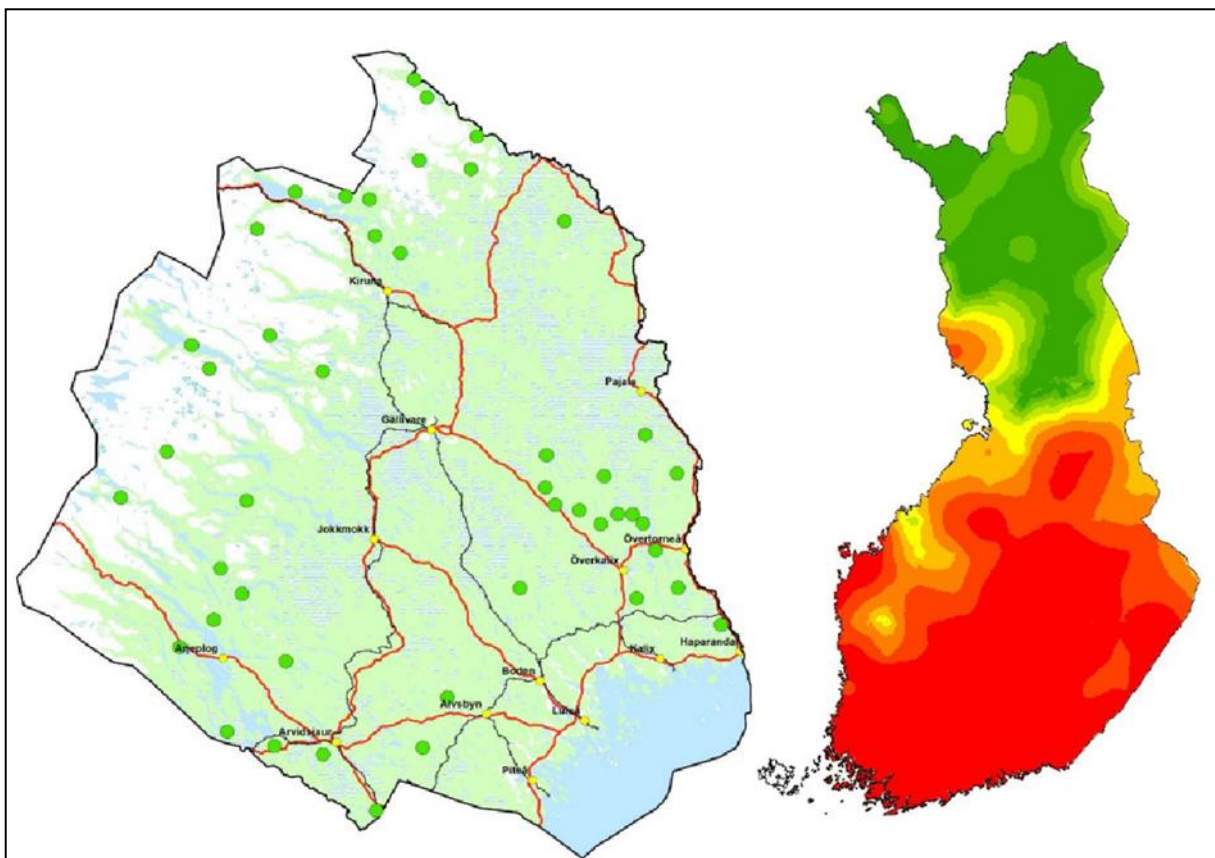 Kiruna
Pajala
Gällivare
Jokkmokk
Övertorneå
Överkalix
Arjeplog
Haparanda
Kalix
Boden
Älvsbyn
Luleå
Arvidsjaur
Piteå